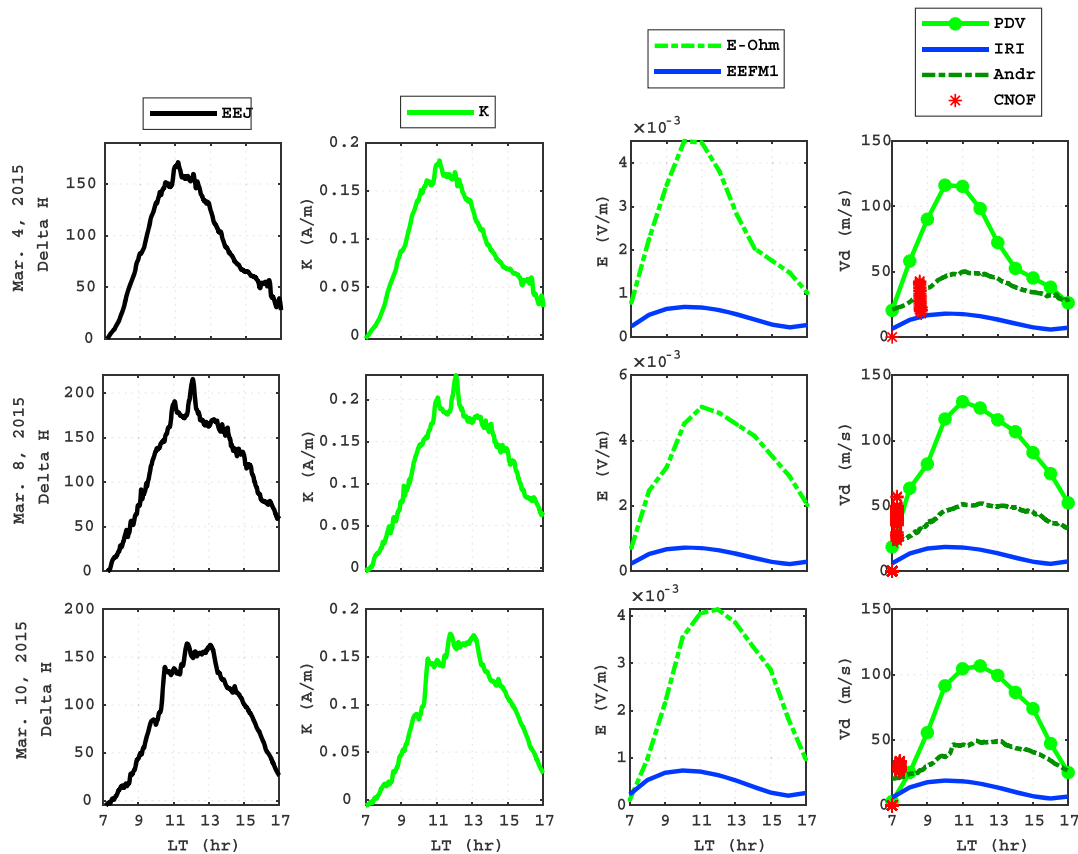 PDV
IRI
Andr
CNOF
E-Ohm
EEFM1
EEJ
K
Mar. 4, 2015
Delta H
150
100
50
0
K (A/m)
0.2
0.15
0.1
0.05
0
×10⁻³
E (V/m)
4
3
2
1
0
Vd (m/s)
150
100
50
0
Mar. 8, 2015
Delta H
200
150
100
50
0
K (A/m)
0.2
0.15
0.1
0.05
0
×10⁻³
E (V/m)
6
4
2
0
Vd (m/s)
150
100
50
0
Mar. 10, 2015
Delta H
200
150
100
50
0
7 9 11 13 15 17
LT (hr)
K (A/m)
0.2
0.15
0.1
0.05
0
7 9 11 13 15 17
LT (hr)
×10⁻³
E (V/m)
4
3
2
1
0
7 9 11 13 15 17
LT (hr)
Vd (m/s)
150
100
50
0
7 9 11 13 15 17
LT (hr)